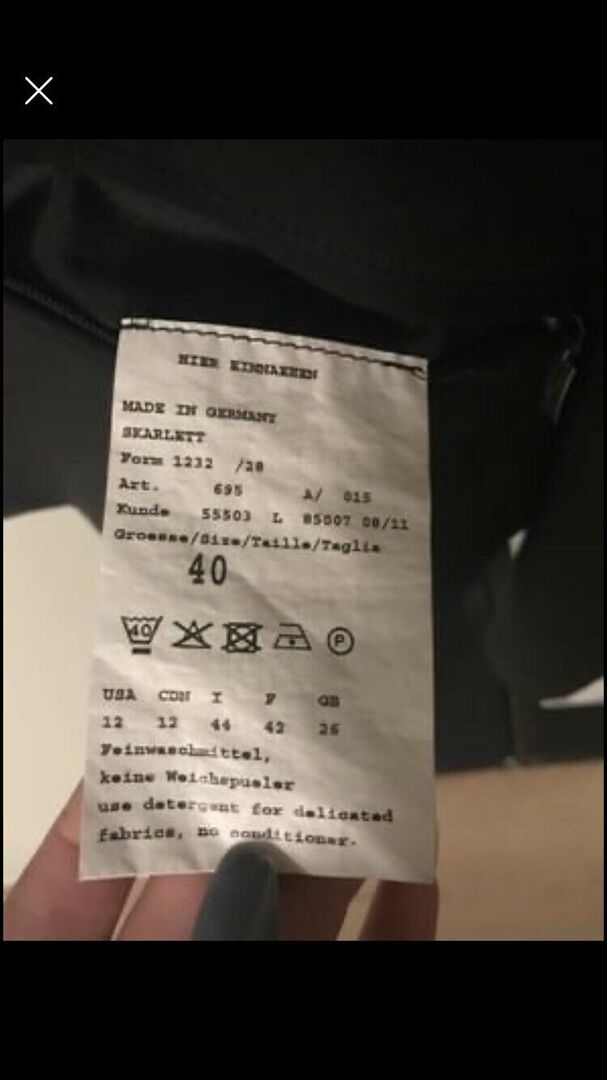 HIER EINNAEHEN
MADE IN GERMANY
SKARLETT
Form 1232 /28
Art. 695 A/ 015
Kunde 55503 L 85007 08/11
Groesse/Size/Taille/Taglia
40
40 P
USA CDN I F GB
12 12 44 42 26
Feinwaschmittel,
keine Weichspueler
use detergent for delicated
fabrics, no conditioner.